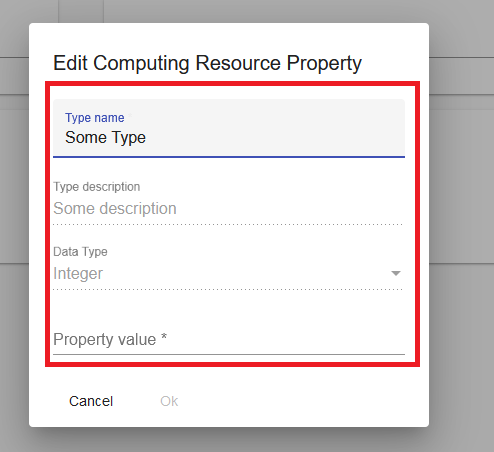 Edit Computing Resource Property
Type name
Some Type
Type description
Some description
Data Type
Integer
Property value *
Cancel
Ok